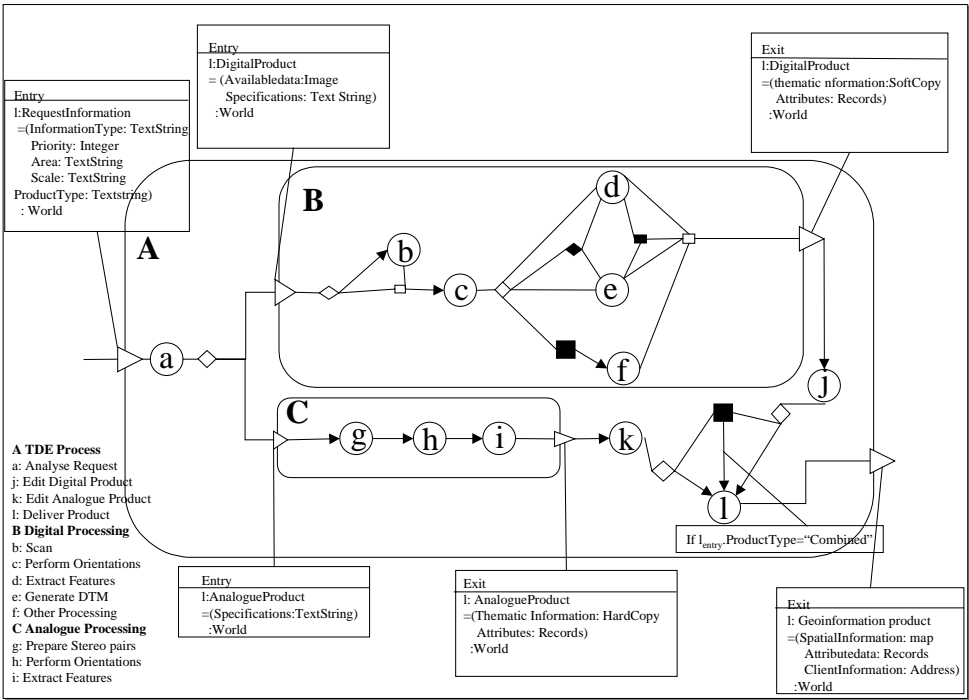 Entry
l:RequestInformation
=(InformationType: TextString
Priority: Integer
Area: TextString
Scale: TextString
ProductType: Textstring)
: World
Entry
l:DigitalProduct
= (Availabledata:Image
Specifications: Text String)
:World
Exit
l:DigitalProduct
=(thematic nformation:SoftCopy
Attributes: Records)
:World
A
B
a
b
c
d
e
f
j
C
g
h
i
k
l
If lentry.ProductType=“Combined”
A TDE Process
a: Analyse Request
j: Edit Digital Product
k: Edit Analogue Product
l: Deliver Product
B Digital Processing
b: Scan
c: Perform Orientations
d: Extract Features
e: Generate DTM
f: Other Processing
C Analogue Processing
g: Prepare Stereo pairs
h: Perform Orientations
i: Extract Features
Entry
l:AnalogueProduct
=(Specifications:TextString)
:World
Exit
l: AnalogueProduct
=(Thematic Information: HardCopy
Attributes: Records)
:World
Exit
l: Geoinformation product
=(SpatialInformation: map
Attributedata: Records
ClientInformation: Address)
:World